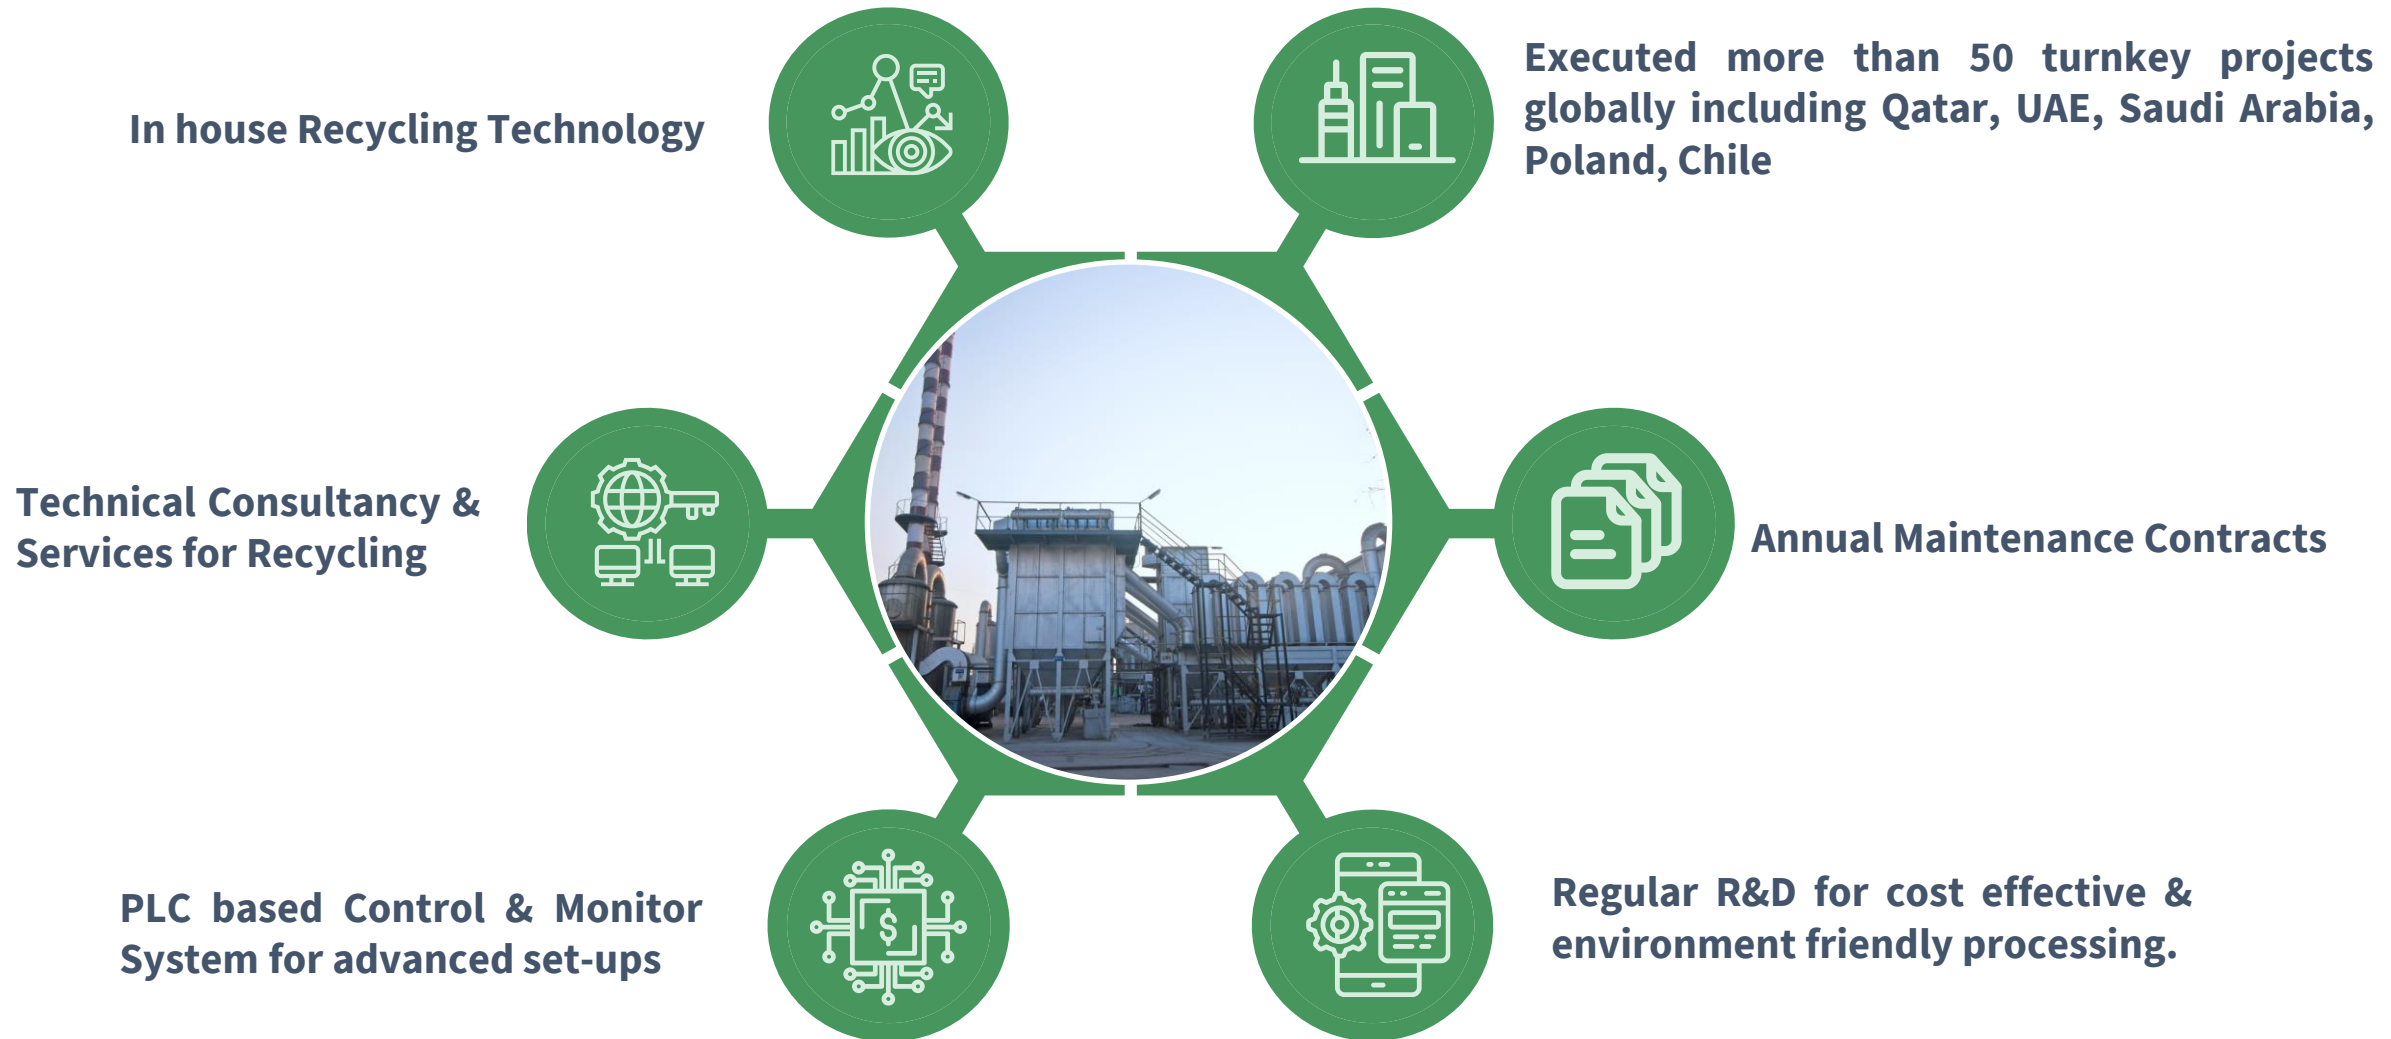 In house Recycling Technology
Executed more than 50 turnkey projects
globally including Qatar, UAE, Saudi Arabia,
Poland, Chile
Technical Consultancy &
Services for Recycling
Annual Maintenance Contracts
PLC based Control & Monitor
System for advanced set-ups
Regular R&D for cost effective &
environment friendly processing.
$